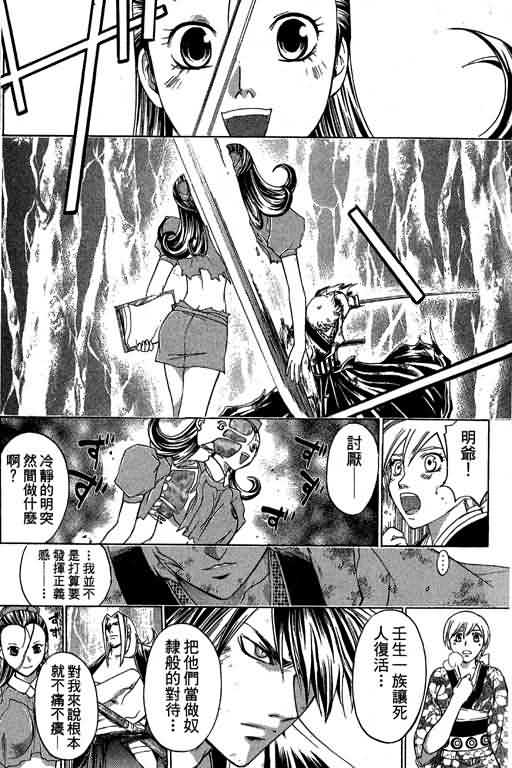 明爺！
討厭——
冷靜的明突
然間做什麼
啊？
…
…我並不
是打算要
發揮正義
感……
壬生一族讓死
人復活…
把他們當做奴
隸般的對待…
對我來說根本
就不痛不癢……